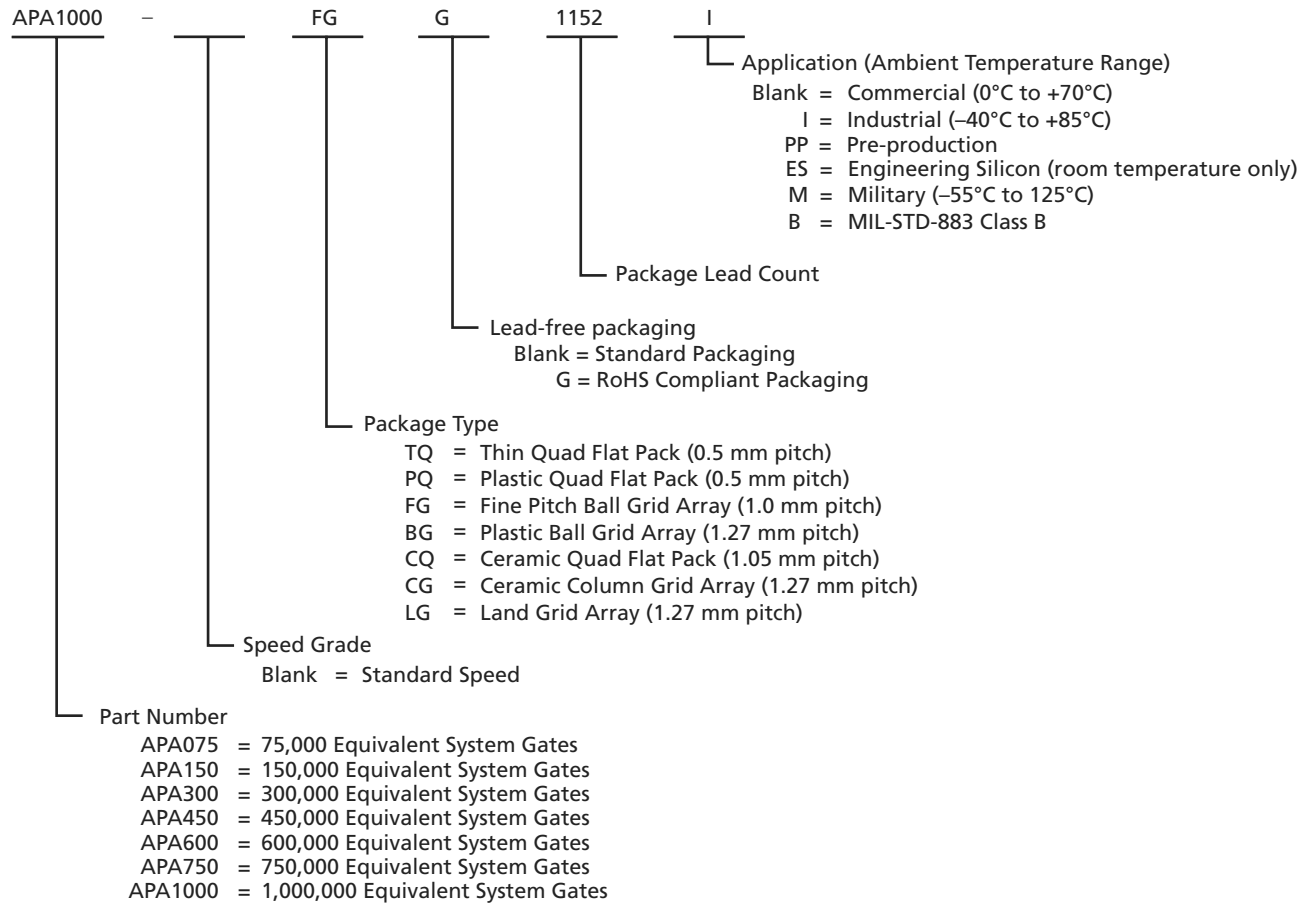 APA1000 – FG G 1152 I
Application (Ambient Temperature Range)
Blank = Commercial (0°C to +70°C)
I = Industrial (–40°C to +85°C)
PP = Pre-production
ES = Engineering Silicon (room temperature only)
M = Military (–55°C to 125°C)
B = MIL-STD-883 Class B
Package Lead Count
Lead-free packaging
Blank = Standard Packaging
G = RoHS Compliant Packaging
Package Type
TQ = Thin Quad Flat Pack (0.5 mm pitch)
PQ = Plastic Quad Flat Pack (0.5 mm pitch)
FG = Fine Pitch Ball Grid Array (1.0 mm pitch)
BG = Plastic Ball Grid Array (1.27 mm pitch)
CQ = Ceramic Quad Flat Pack (1.05 mm pitch)
CG = Ceramic Column Grid Array (1.27 mm pitch)
LG = Land Grid Array (1.27 mm pitch)
Speed Grade
Blank = Standard Speed
Part Number
APA075 = 75,000 Equivalent System Gates
APA150 = 150,000 Equivalent System Gates
APA300 = 300,000 Equivalent System Gates
APA450 = 450,000 Equivalent System Gates
APA600 = 600,000 Equivalent System Gates
APA750 = 750,000 Equivalent System Gates
APA1000 = 1,000,000 Equivalent System Gates